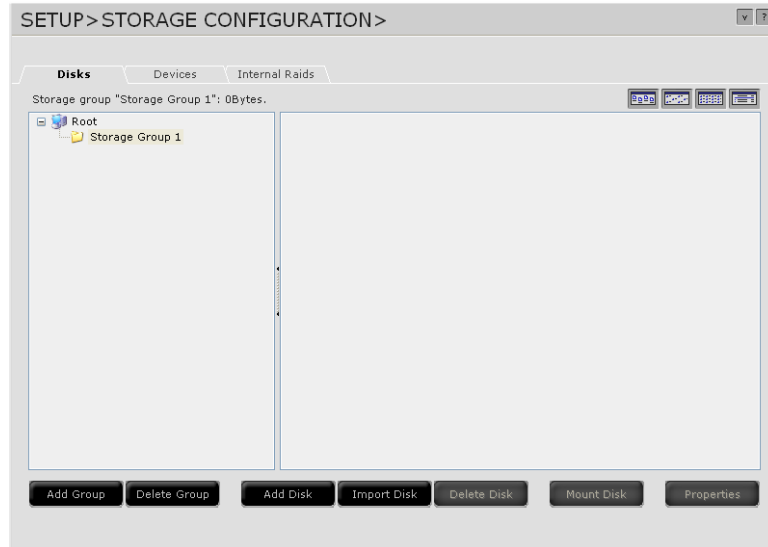 SETUP>STORAGE CONFIGURATION>
v ?
Disks Devices Internal Raids
Storage group "Storage Group 1": 0Bytes.
Root
Storage Group 1
Add Group Delete Group Add Disk Import Disk Delete Disk Mount Disk Properties